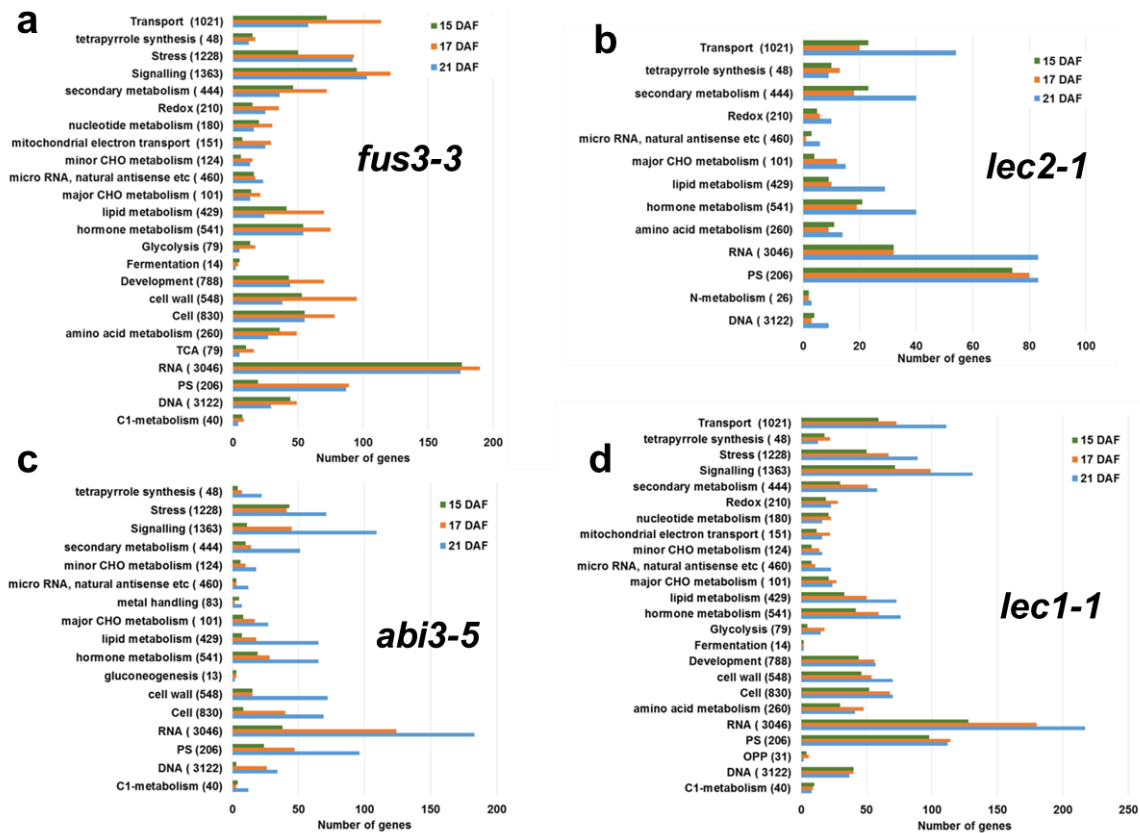 a
Transport (1021)
tetrapyrrole synthesis ( 48)
Stress (1228)
Signalling (1363)
secondary metabolism ( 444)
Redox (210)
nucleotide metabolism (180)
mitochondrial electron transport ( 151)
minor CHO metabolism (124)
micro RNA, natural antisense etc ( 460)
major CHO metabolism ( 101)
lipid metabolism (429)
hormone metabolism (541)
Glycolysis (79)
Fermentation (14)
Development (788)
cell wall (548)
Cell (830)
amino acid metabolism (260)
TCA (79)
RNA ( 3046)
PS (206)
DNA ( 3122)
C1-metabolism (40)
0 50 100 150 200
Number of genes
15 DAF
17 DAF
21 DAF
fus3-3
b
Transport (1021)
tetrapyrrole synthesis ( 48)
secondary metabolism ( 444)
Redox (210)
micro RNA, natural antisense etc ( 460)
major CHO metabolism ( 101)
lipid metabolism (429)
hormone metabolism (541)
amino acid metabolism (260)
RNA ( 3046)
PS (206)
N-metabolism ( 26)
DNA ( 3122)
0 20 40 60 80 100
Number of genes
15 DAF
17 DAF
21 DAF
lec2-1
c
tetrapyrrole synthesis ( 48)
Stress (1228)
Signalling (1363)
secondary metabolism ( 444)
minor CHO metabolism (124)
micro RNA, natural antisense etc ( 460)
metal handling (83)
major CHO metabolism ( 101)
lipid metabolism (429)
hormone metabolism (541)
gluconeogenesis (13)
cell wall (548)
Cell (830)
RNA ( 3046)
PS (206)
DNA ( 3122)
C1-metabolism (40)
0 50 100 150 200
Number of genes
15 DAF
17 DAF
21 DAF
abi3-5
d
Transport (1021)
tetrapyrrole synthesis ( 48)
Stress (1228)
Signalling (1363)
secondary metabolism ( 444)
Redox (210)
nucleotide metabolism (180)
mitochondrial electron transport ( 151)
minor CHO metabolism (124)
micro RNA, natural antisense etc ( 460)
major CHO metabolism ( 101)
lipid metabolism (429)
hormone metabolism (541)
Glycolysis (79)
Fermentation (14)
Development (788)
cell wall (548)
Cell (830)
amino acid metabolism (260)
RNA ( 3046)
PS (206)
OPP (31)
DNA ( 3122)
C1-metabolism (40)
0 50 100 150 200 250
Number of genes
15 DAF
17 DAF
21 DAF
lec1-1